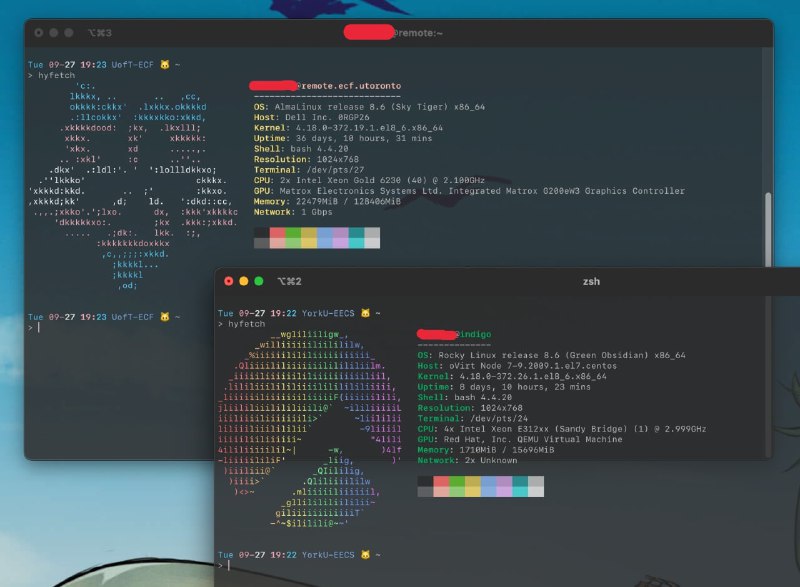 ⌥⌘3
@remote:~
Tue 09-27 19:23 UofT-ECF 🐱 ~
> hyfetch
@remote.ecf.utoronto
OS: AlmaLinux release 8.6 (Sky Tiger) x86_64
Host: Dell Inc. 0RGP26
Kernel: 4.18.0-372.19.1.el8_6.x86_64
Uptime: 36 days, 10 hours, 31 mins
Shell: bash 4.4.20
Resolution: 1024x768
Terminal: /dev/pts/27
CPU: 2x Intel Xeon Gold 6230 (40) @ 2.100GHz
GPU: Matrox Electronics Systems Ltd. Integrated Matrox G200eW3 Graphics Controller
Memory: 22479MiB / 128406MiB
Network: 1 Gbps
Tue 09-27 19:23 UofT-ECF 🐱 ~
>
⌥⌘2
zsh
Tue 09-27 19:22 YorkU-EECS 🐱 ~
> hyfetch
@indigo
OS: Rocky Linux release 8.6 (Green Obsidian) x86_64
Host: oVirt Node 7-9.2009.1.el7.centos
Kernel: 4.18.0-372.26.1.el8_6.x86_64
Uptime: 8 days, 10 hours, 23 mins
Shell: bash 4.4.20
Resolution: 1024x768
Terminal: /dev/pts/24
CPU: 4x Intel Xeon E312xx (Sandy Bridge) (1) @ 2.999GHz
GPU: Red Hat, Inc. QEMU Virtual Machine
Memory: 1710MiB / 15696MiB
Network: 2x Unknown
Tue 09-27 19:22 YorkU-EECS 🐱 ~
>